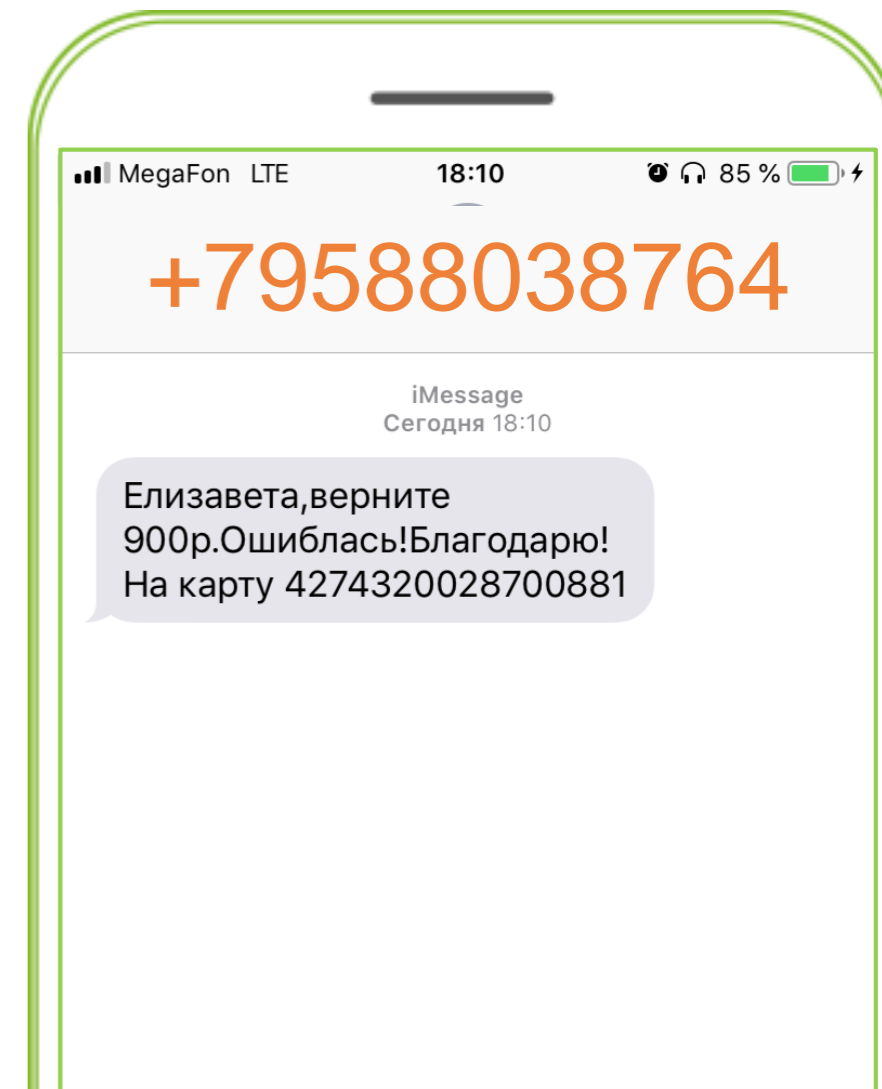 MegaFon LTE 18:10 85 %
+79588038764
iMessage
Сегодня 18:10
Елизавета,верните
900р.Ошиблась!Благодарю!
На карту 4274320028700881